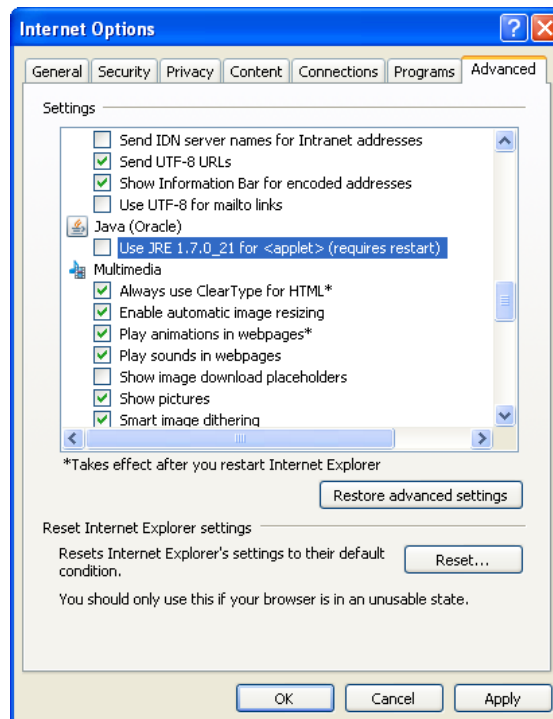 Internet Options
General Security Privacy Content Connections Programs Advanced
Settings
Send IDN server names for Intranet addresses
Send UTF-8 URLs
Show Information Bar for encoded addresses
Use UTF-8 for mailto links
Java (Oracle)
Use JRE 1.7.0_21 for <applet> (requires restart)
Multimedia
Always use ClearType for HTML*
Enable automatic image resizing
Play animations in webpages*
Play sounds in webpages
Show image download placeholders
Show pictures
Smart image dithering
*Takes effect after you restart Internet Explorer
Restore advanced settings
Reset Internet Explorer settings
Resets Internet Explorer's settings to their default
condition.
Reset...
You should only use this if your browser is in an unusable state.
OK Cancel Apply